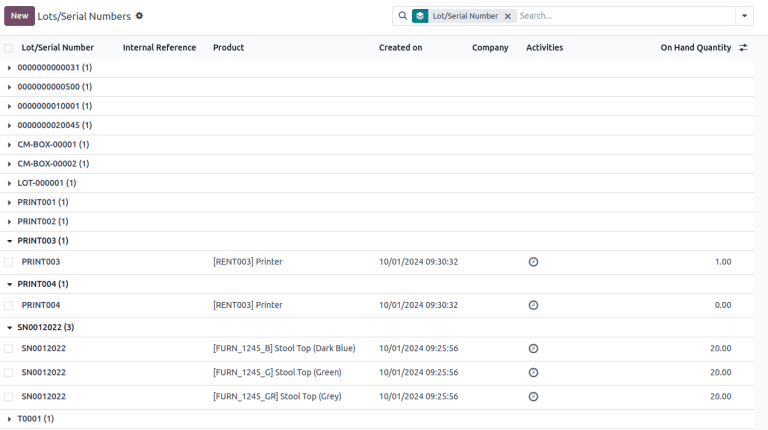 New Lots/Serial Numbers Lot/Serial Number Search...
Lot/Serial Number Internal Reference Product Created on Company Activities On Hand Quantity
0000000000031 (1)
0000000000500 (1)
0000000010001 (1)
0000000020045 (1)
CM-BOX-00001 (1)
CM-BOX-00002 (1)
LOT-000001 (1)
PRINT001 (1)
PRINT002 (1)
PRINT003 (1)
PRINT003 [RENT003] Printer 10/01/2024 09:30:32 1.00
PRINT004 (1)
PRINT004 [RENT003] Printer 10/01/2024 09:30:32 0.00
SN0012022 (3)
SN0012022 [FURN_1245_B] Stool Top (Dark Blue) 10/01/2024 09:25:56 20.00
SN0012022 [FURN_1245_G] Stool Top (Green) 10/01/2024 09:25:56 20.00
SN0012022 [FURN_1245_GR] Stool Top (Grey) 10/01/2024 09:25:56 20.00
T0001 (1)